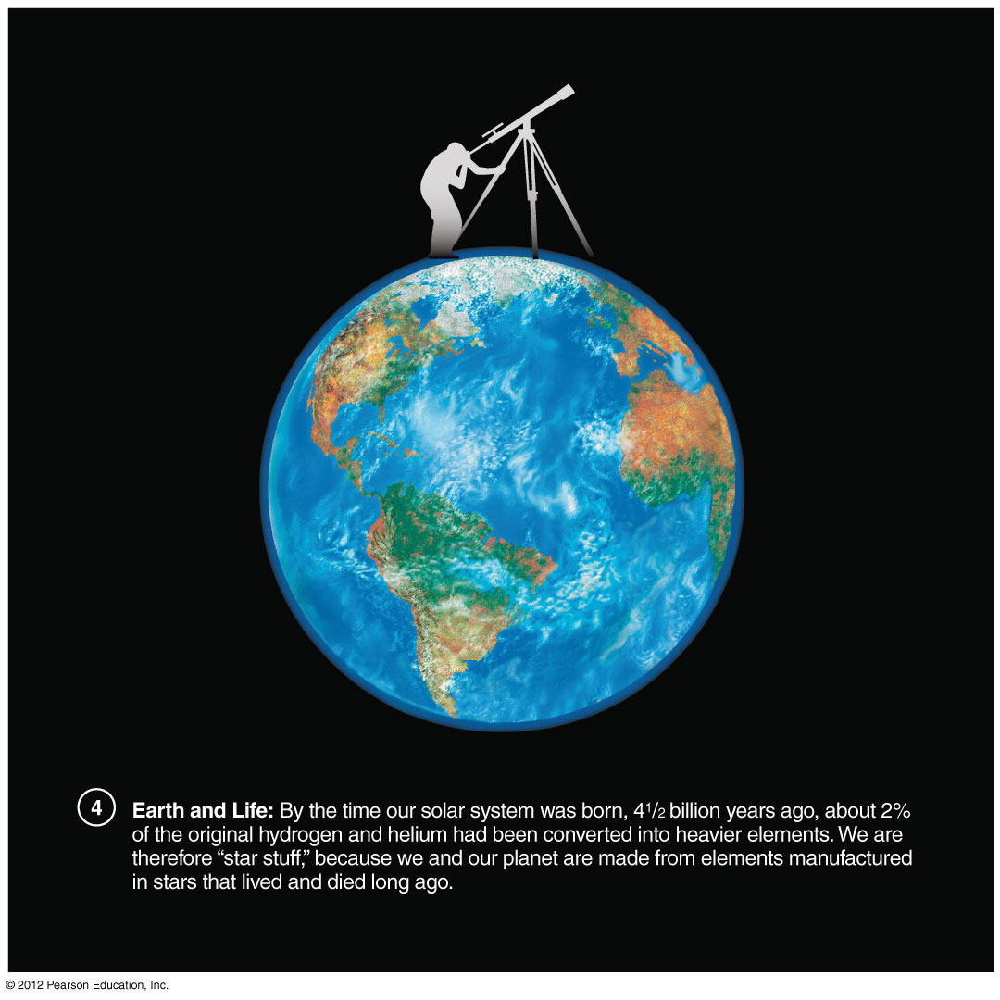 4 Earth and Life: By the time our solar system was born, 4 1/2 billion years ago, about 2%
of the original hydrogen and helium had been converted into heavier elements. We are
therefore “star stuff,” because we and our planet are made from elements manufactured
in stars that lived and died long ago.
© 2012 Pearson Education, Inc.